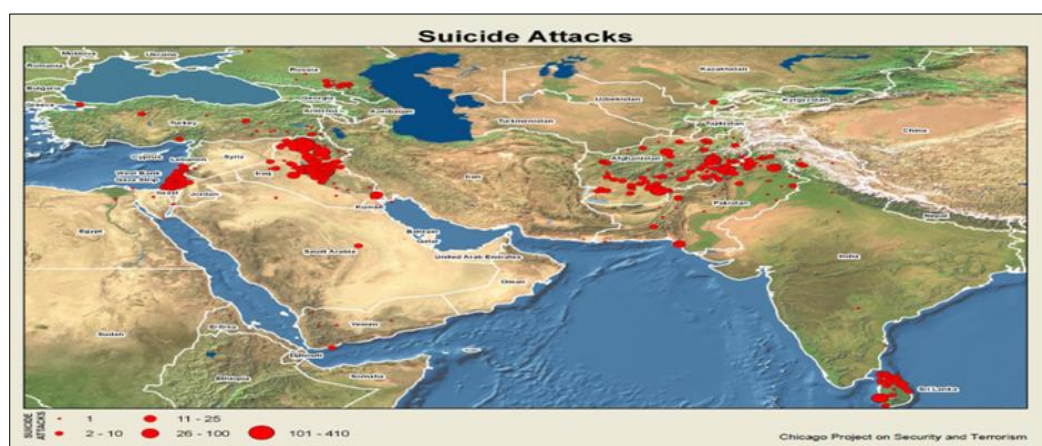 Suicide Attacks
Moldova
Ukraine
Romania
Russia
Kazakhstan
Bulgaria
Georgia
Uzbekistan
Kyrgyzstan
Greece
Armenia
Azerbaijan
Turkey
Turkmenistan
Tajikistan
China
Cyprus
Lebanon
Syria
Afghanistan
West Bank
Gaza Strip
Iraq
Iran
Israel
Jordan
Pakistan
Kuwait
Nepal
Egypt
Bahrain
Qatar
Saudi Arabia
United Arab Emirates
India
Oman
Sudan
Eritrea
Yemen
Djibouti
Ethiopia
Somalia
Sri Lanka
SUICIDE
ATTACKS
1
11 - 25
2 - 10
26 - 100
101 - 410
Chicago Project on Security and Terrorism